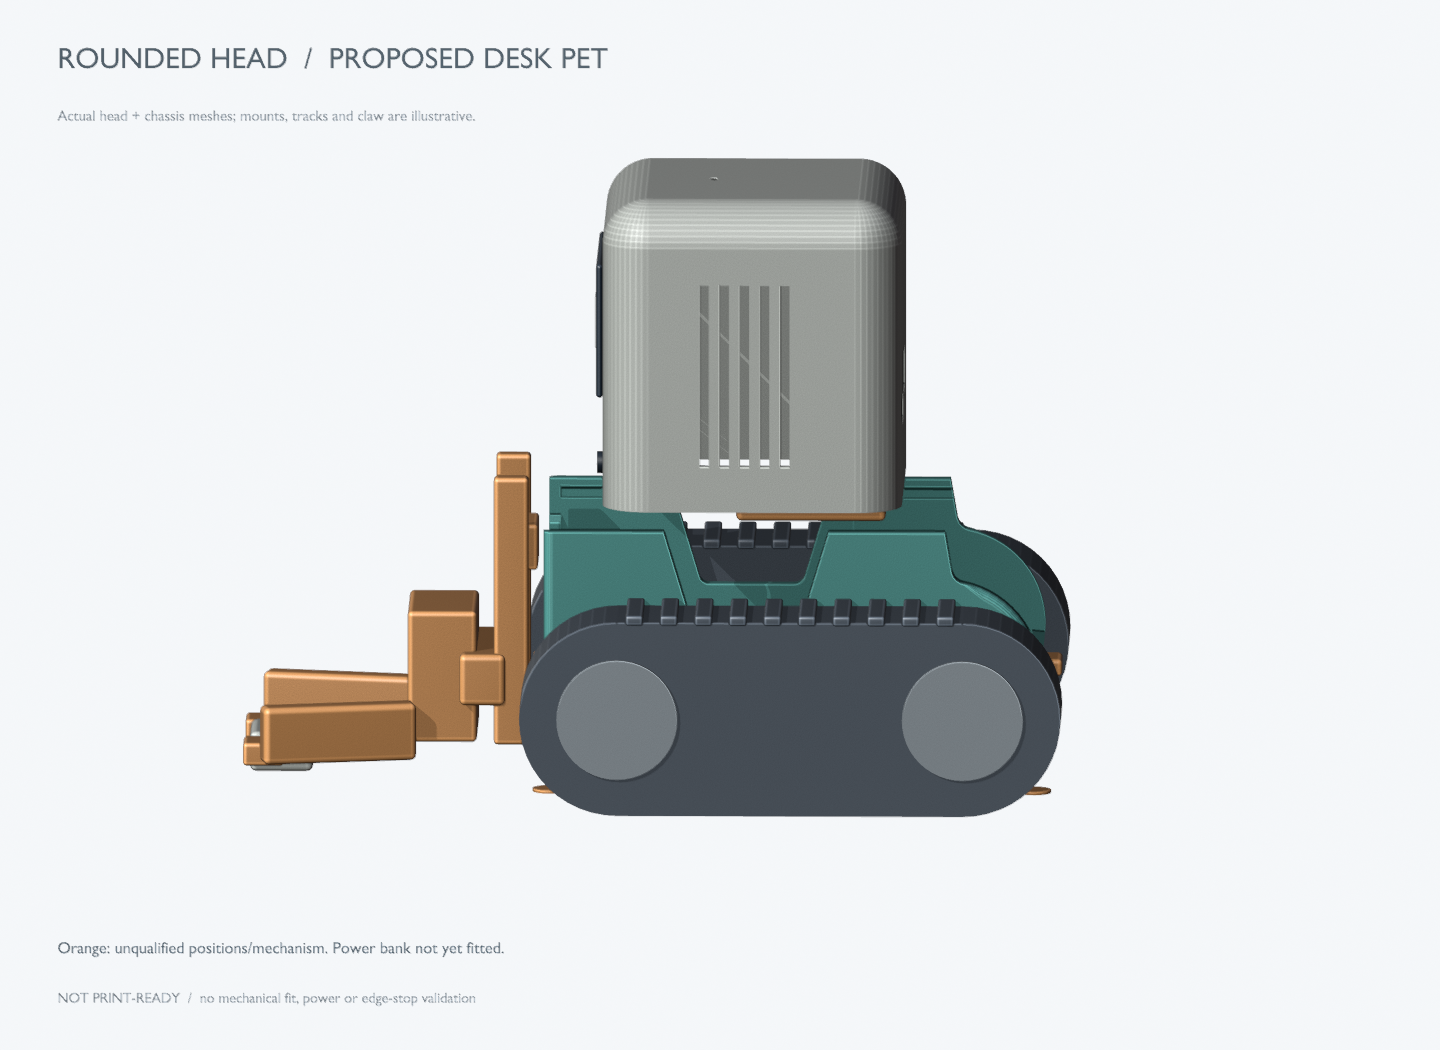 ROUNDED HEAD / PROPOSED DESK PET
Actual head + chassis meshes; mounts, tracks and claw are illustrative.
Orange: unqualified positions/mechanism. Power bank not yet fitted.
NOT PRINT-READY / no mechanical fit, power or edge-stop validation